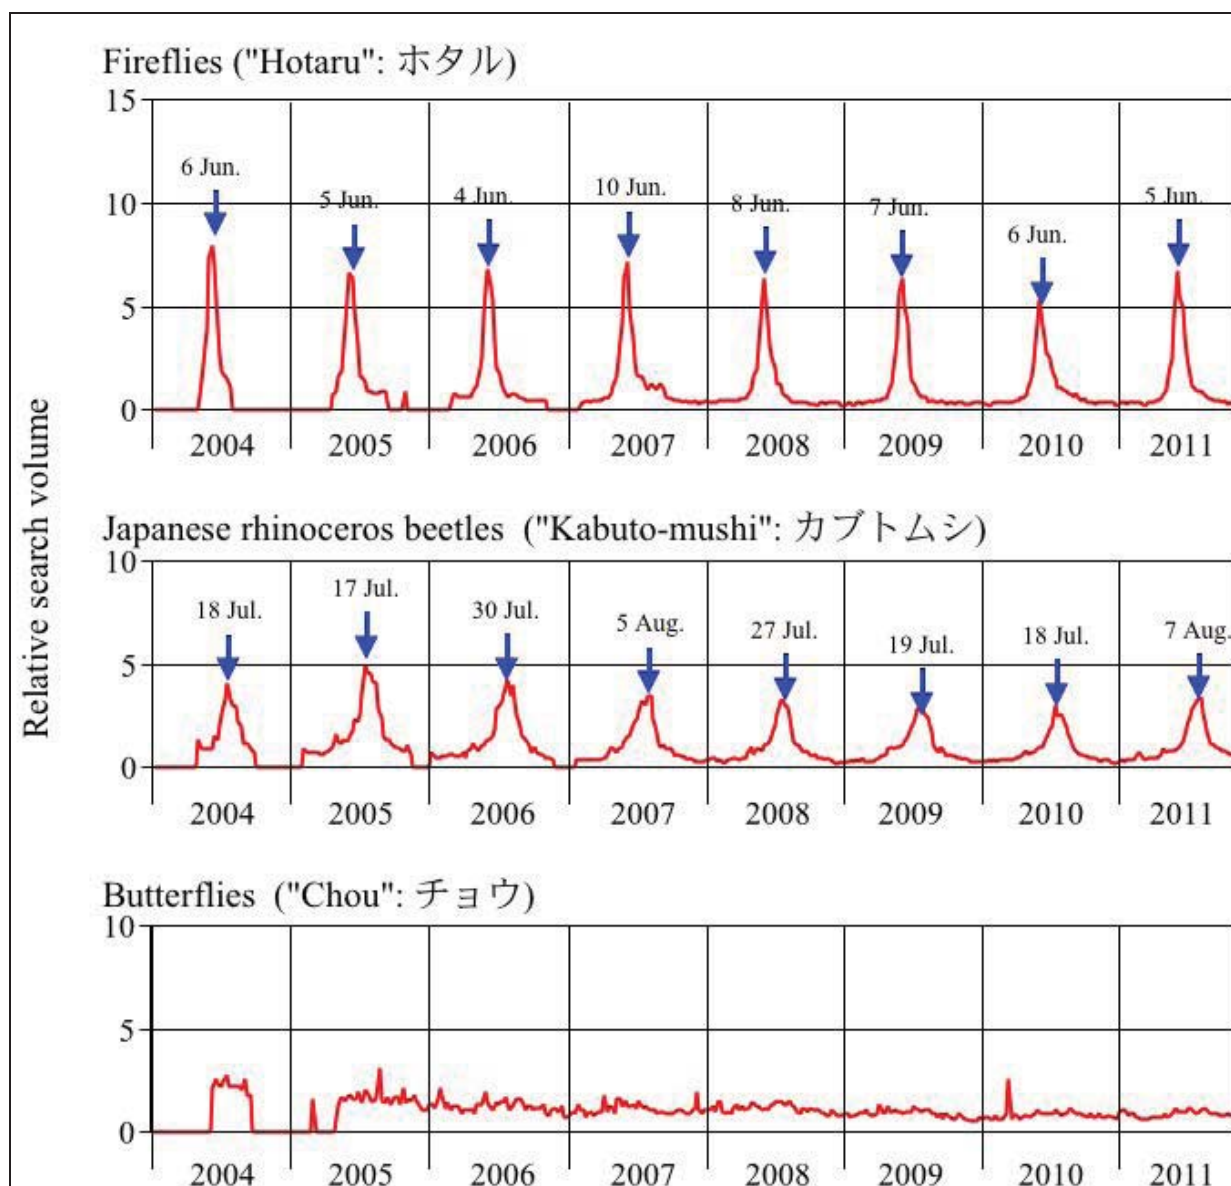 Fireflies ("Hotaru": ホタル)
15
10
5
0
6 Jun.
5 Jun.
4 Jun.
10 Jun.
8 Jun.
7 Jun.
6 Jun.
5 Jun.
2004 2005 2006 2007 2008 2009 2010 2011
Relative search volume
Japanese rhinoceros beetles ("Kabuto-mushi": カブトムシ)
10
5
0
18 Jul.
17 Jul.
30 Jul.
5 Aug.
27 Jul.
19 Jul.
18 Jul.
7 Aug.
2004 2005 2006 2007 2008 2009 2010 2011
Butterflies ("Chou": チョウ)
10
5
0
2004 2005 2006 2007 2008 2009 2010 2011